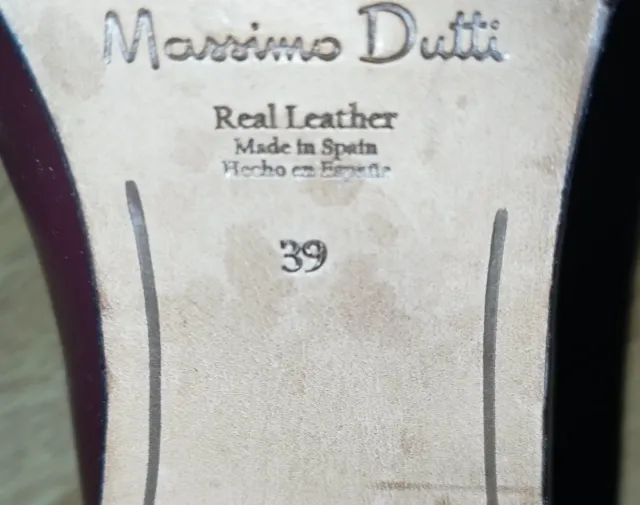 Massimo Dutti
Real Leather
Made in Spain
Hecho en España
39